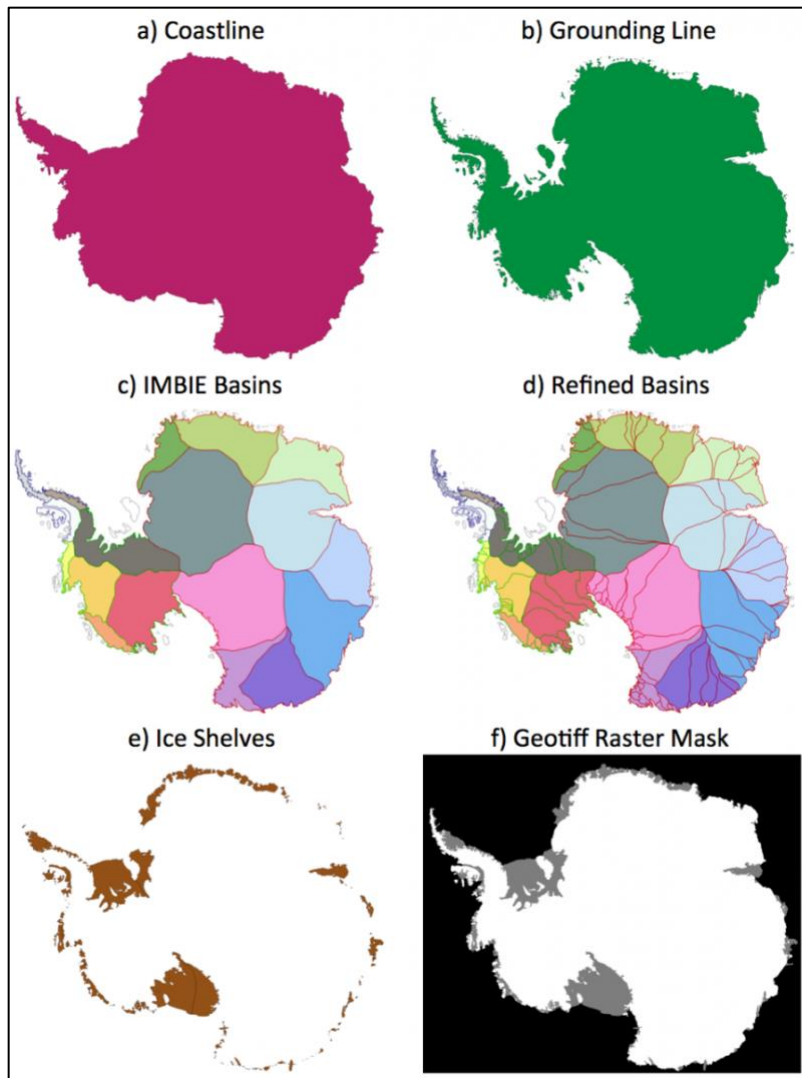 a) Coastline
b) Grounding Line
c) IMBIE Basins
d) Refined Basins
e) Ice Shelves
f) Geotiff Raster Mask